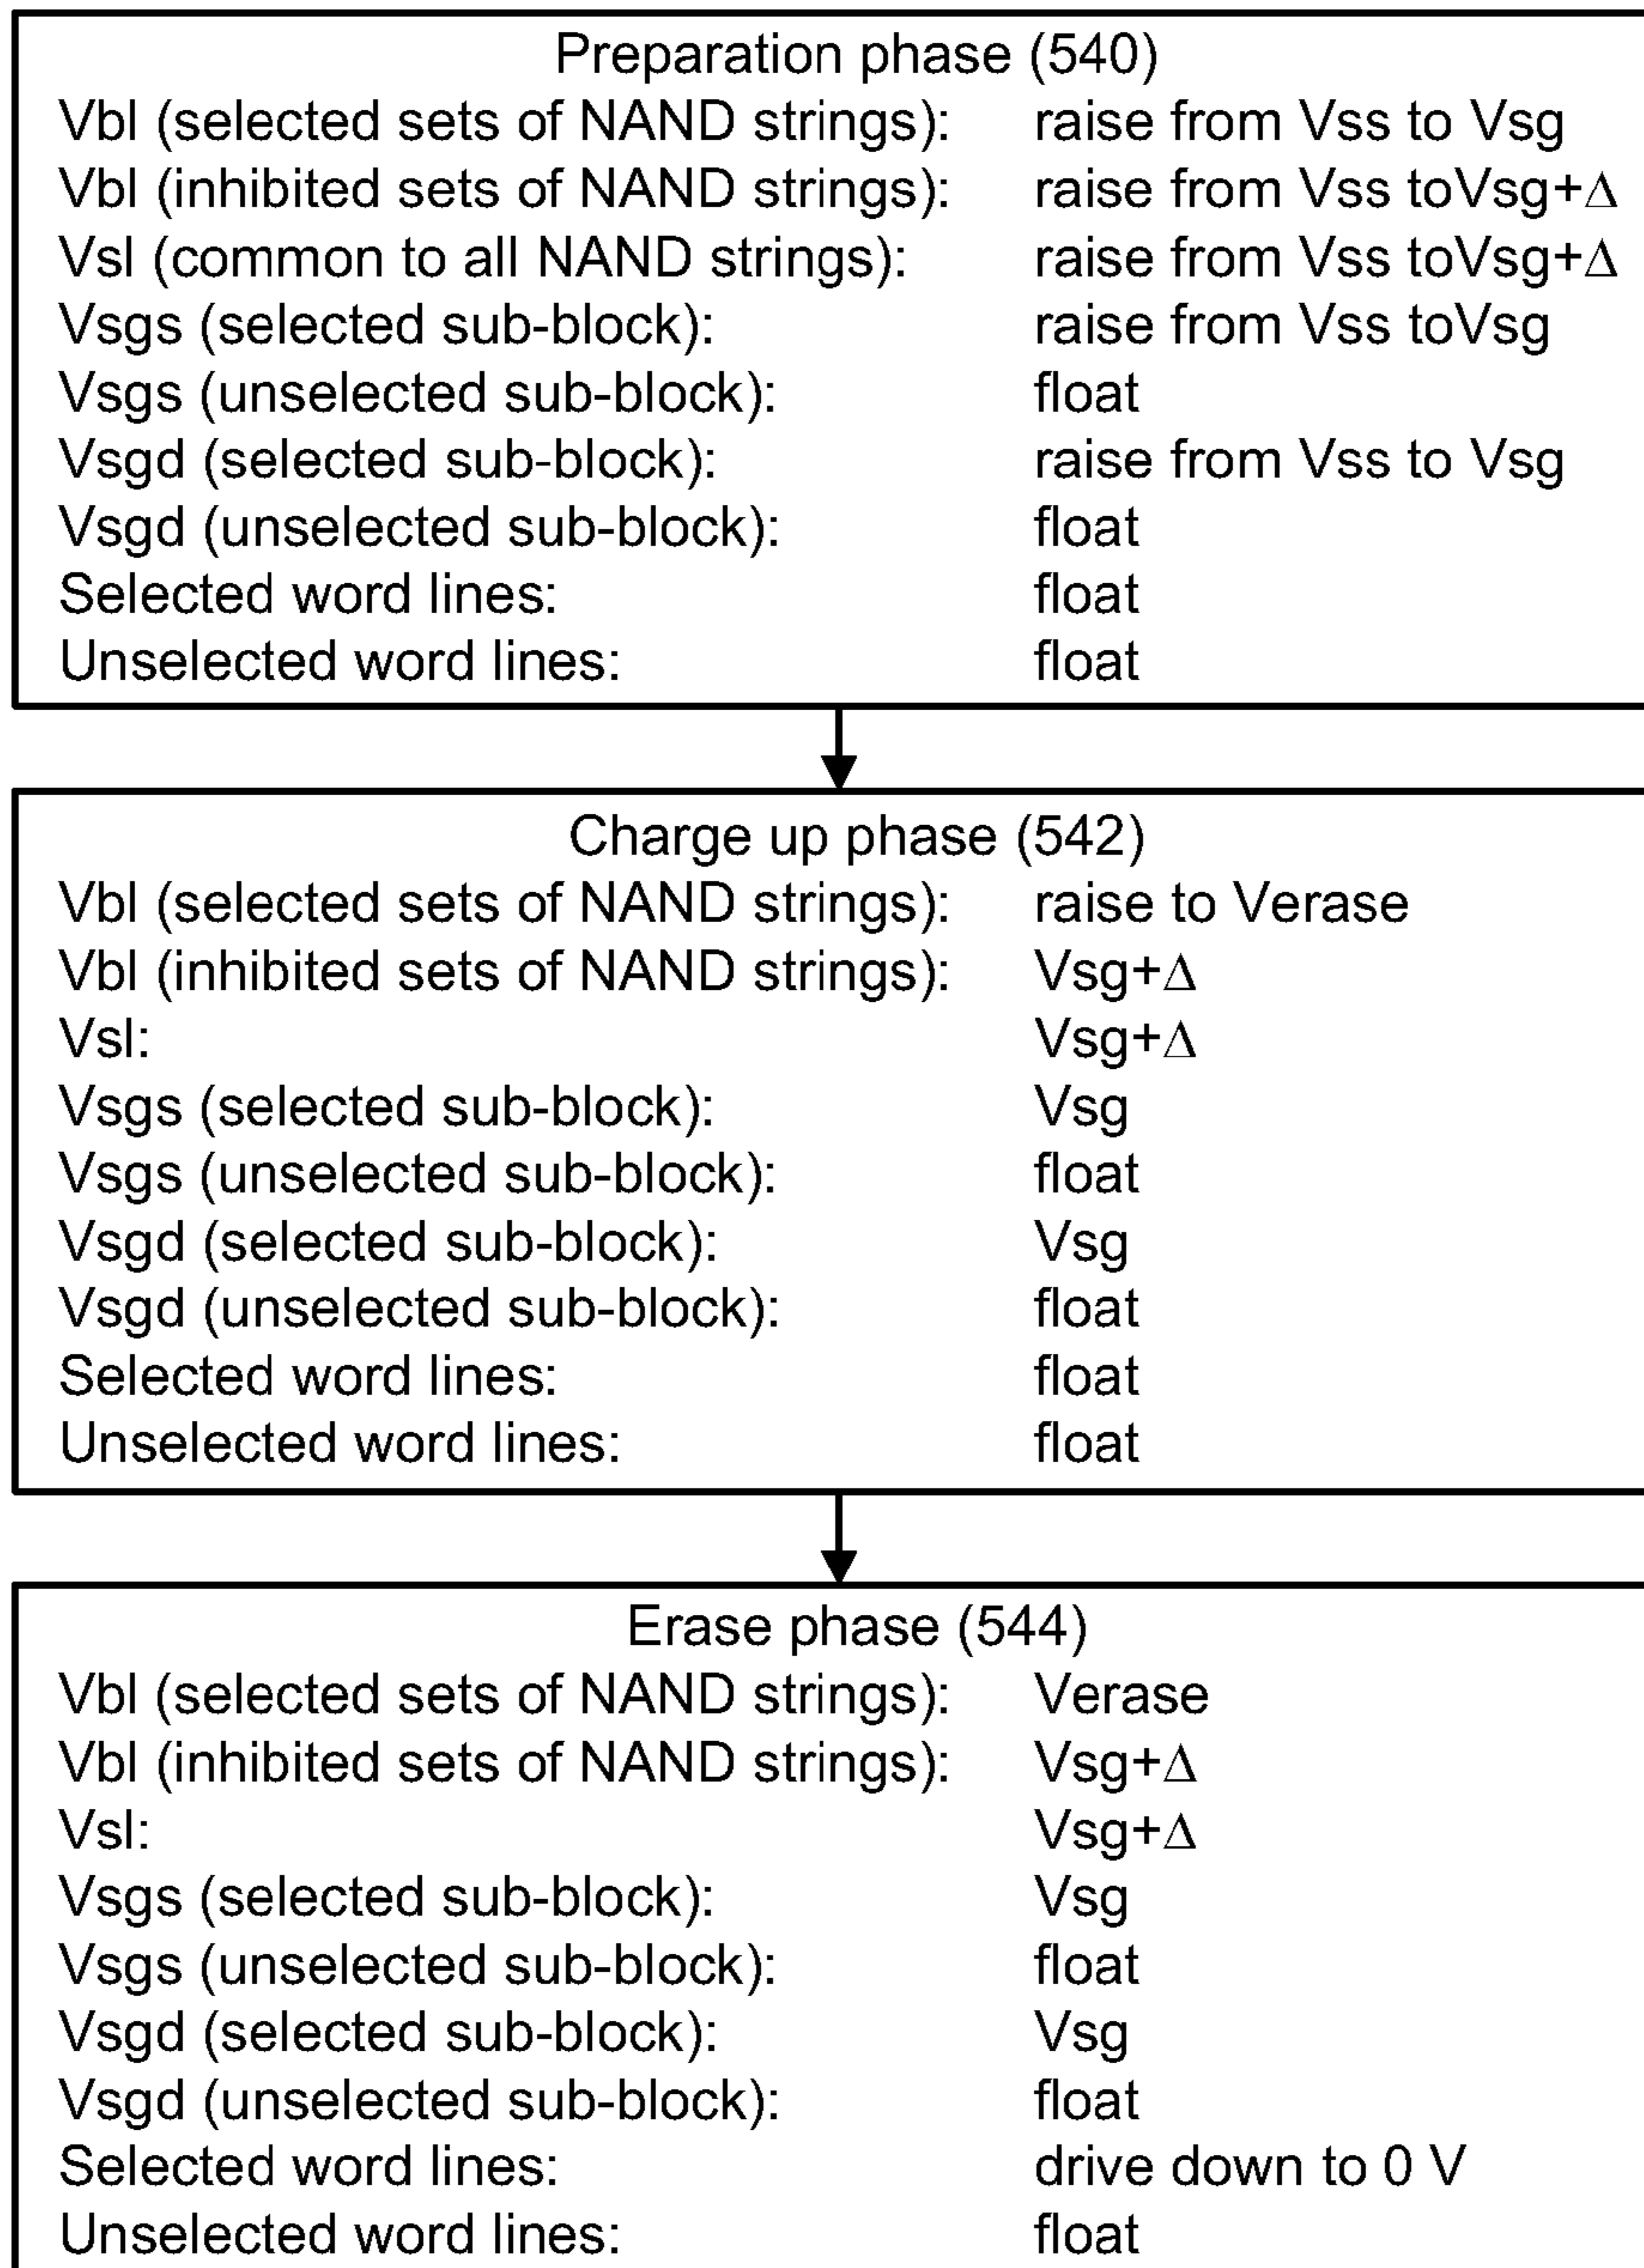 Preparation phase (540)
Vbl (selected sets of NAND strings): raise from Vss to Vsg
Vbl (inhibited sets of NAND strings): raise from Vss toVsg+Δ
Vsl (common to all NAND strings): raise from Vss toVsg+Δ
Vsgs (selected sub-block): raise from Vss toVsg
Vsgs (unselected sub-block): float
Vsgd (selected sub-block): raise from Vss to Vsg
Vsgd (unselected sub-block): float
Selected word lines: float
Unselected word lines: float
Charge up phase (542)
Vbl (selected sets of NAND strings): raise to Verase
Vbl (inhibited sets of NAND strings): Vsg+Δ
Vsl: Vsg+Δ
Vsgs (selected sub-block): Vsg
Vsgs (unselected sub-block): float
Vsgd (selected sub-block): Vsg
Vsgd (unselected sub-block): float
Selected word lines: float
Unselected word lines: float
Erase phase (544)
Vbl (selected sets of NAND strings): Verase
Vbl (inhibited sets of NAND strings): Vsg+Δ
Vsl: Vsg+Δ
Vsgs (selected sub-block): Vsg
Vsgs (unselected sub-block): float
Vsgd (selected sub-block): Vsg
Vsgd (unselected sub-block): float
Selected word lines: drive down to 0 V
Unselected word lines: float